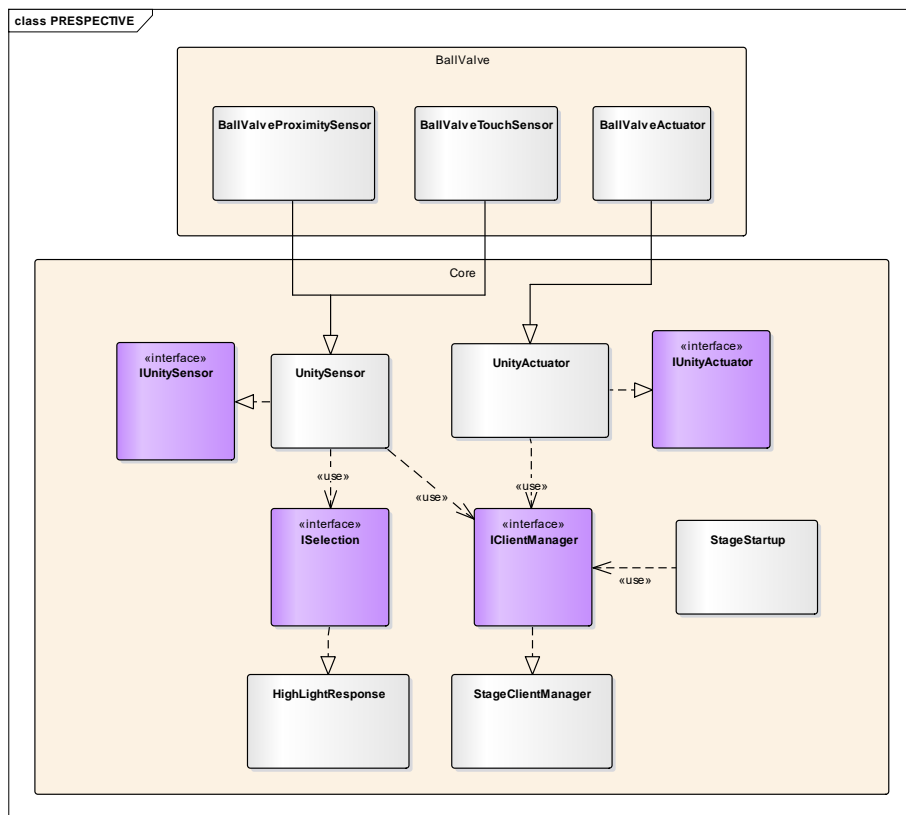 class PRESPECTIVE
BallValve
BallValveProximitySensor
BallValveTouchSensor
BallValveActuator
Core
«interface»
IUnitySensor
UnitySensor
UnityActuator
«interface»
IUnityActuator
«use»
«use»
«use»
«interface»
ISelection
«interface»
IClientManager
StageStartup
«use»
HighLightResponse
StageClientManager